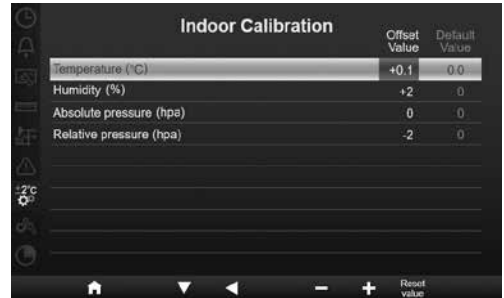 Indoor Calibration
Offset Value
Default Value
Temperature (°C) +0.1 0.0
Humidity (%) +2 0
Absolute pressure (hpa) 0 0
Relative pressure (hpa) -2 0
±2°C
Reset value